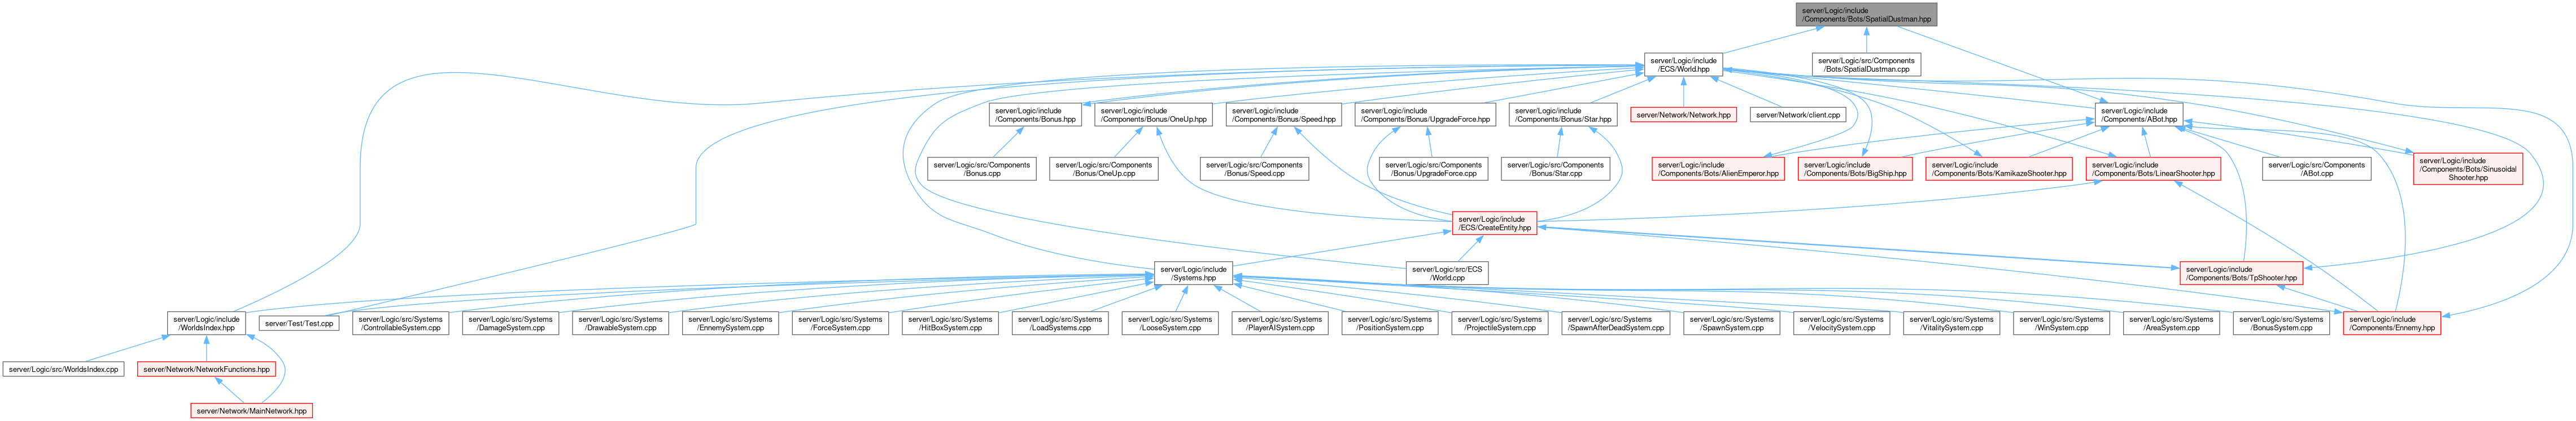 server/Logic/include
/Components/Bots/SpatialDustman.hpp
server/Logic/include
/ECS/World.hpp
server/Logic/src/Components
/Bots/SpatialDustman.cpp
server/Logic/include
/Components/Bonus.hpp
server/Logic/include
/Components/Bonus/OneUp.hpp
server/Logic/include
/Components/Bonus/Speed.hpp
server/Logic/include
/Components/Bonus/UpgradeForce.hpp
server/Logic/include
/Components/Bonus/Star.hpp
server/Network/Network.hpp
server/Network/client.cpp
server/Logic/include
/Components/ABot.hpp
server/Logic/src/Components
/Bonus.cpp
server/Logic/src/Components
/Bonus/OneUp.cpp
server/Logic/src/Components
/Bonus/Speed.cpp
server/Logic/src/Components
/Bonus/UpgradeForce.cpp
server/Logic/src/Components
/Bonus/Star.cpp
server/Logic/include
/Components/Bots/AlienEmperor.hpp
server/Logic/include
/Components/Bots/BigShip.hpp
server/Logic/include
/Components/Bots/KamikazeShooter.hpp
server/Logic/include
/Components/Bots/LinearShooter.hpp
server/Logic/src/Components
/ABot.cpp
server/Logic/include
/Components/Bots/Sinusoidal
Shooter.hpp
server/Logic/include
/ECS/CreateEntity.hpp
server/Logic/include
/Systems.hpp
server/Logic/src/ECS
/World.cpp
server/Logic/include
/Components/Bots/TpShooter.hpp
server/Logic/include
/WorldsIndex.hpp
server/Test/Test.cpp
server/Logic/src/Systems
/ControllableSystem.cpp
server/Logic/src/Systems
/DamageSystem.cpp
server/Logic/src/Systems
/DrawableSystem.cpp
server/Logic/src/Systems
/EnnemySystem.cpp
server/Logic/src/Systems
/ForceSystem.cpp
server/Logic/src/Systems
/HitBoxSystem.cpp
server/Logic/src/Systems
/LoadSystems.cpp
server/Logic/src/Systems
/LooseSystem.cpp
server/Logic/src/Systems
/PlayerAISystem.cpp
server/Logic/src/Systems
/PositionSystem.cpp
server/Logic/src/Systems
/ProjectileSystem.cpp
server/Logic/src/Systems
/SpawnAfterDeadSystem.cpp
server/Logic/src/Systems
/SpawnSystem.cpp
server/Logic/src/Systems
/VelocitySystem.cpp
server/Logic/src/Systems
/VitalitySystem.cpp
server/Logic/src/Systems
/WinSystem.cpp
server/Logic/src/Systems
/AreaSystem.cpp
server/Logic/src/Systems
/BonusSystem.cpp
server/Logic/include
/Components/Ennemy.hpp
server/Logic/src/WorldsIndex.cpp
server/Network/NetworkFunctions.hpp
server/Network/MainNetwork.hpp